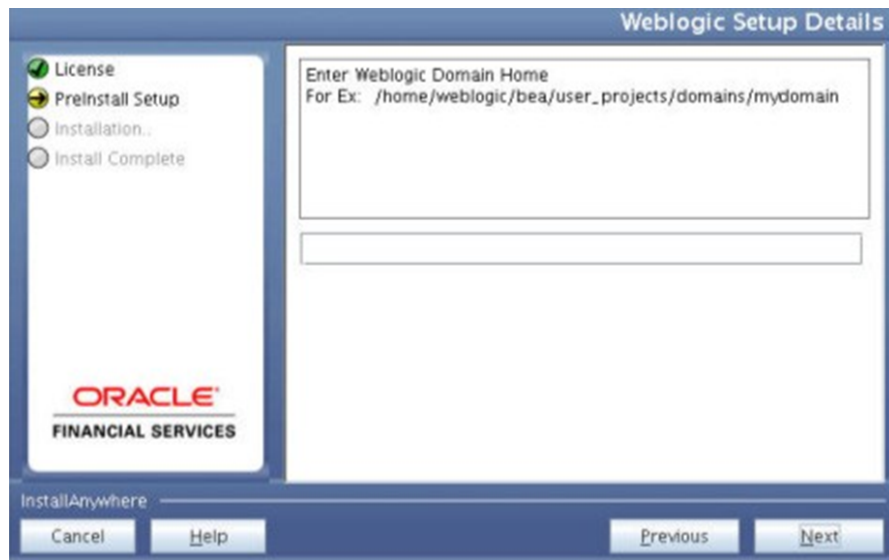 Weblogic Setup Details
License
PreInstall Setup
Installation..
Install Complete
Enter Weblogic Domain Home
For Ex: /home/weblogic/bea/user_projects/domains/mydomain
ORACLE
FINANCIAL SERVICES
InstallAnywhere
Cancel Help Previous Next